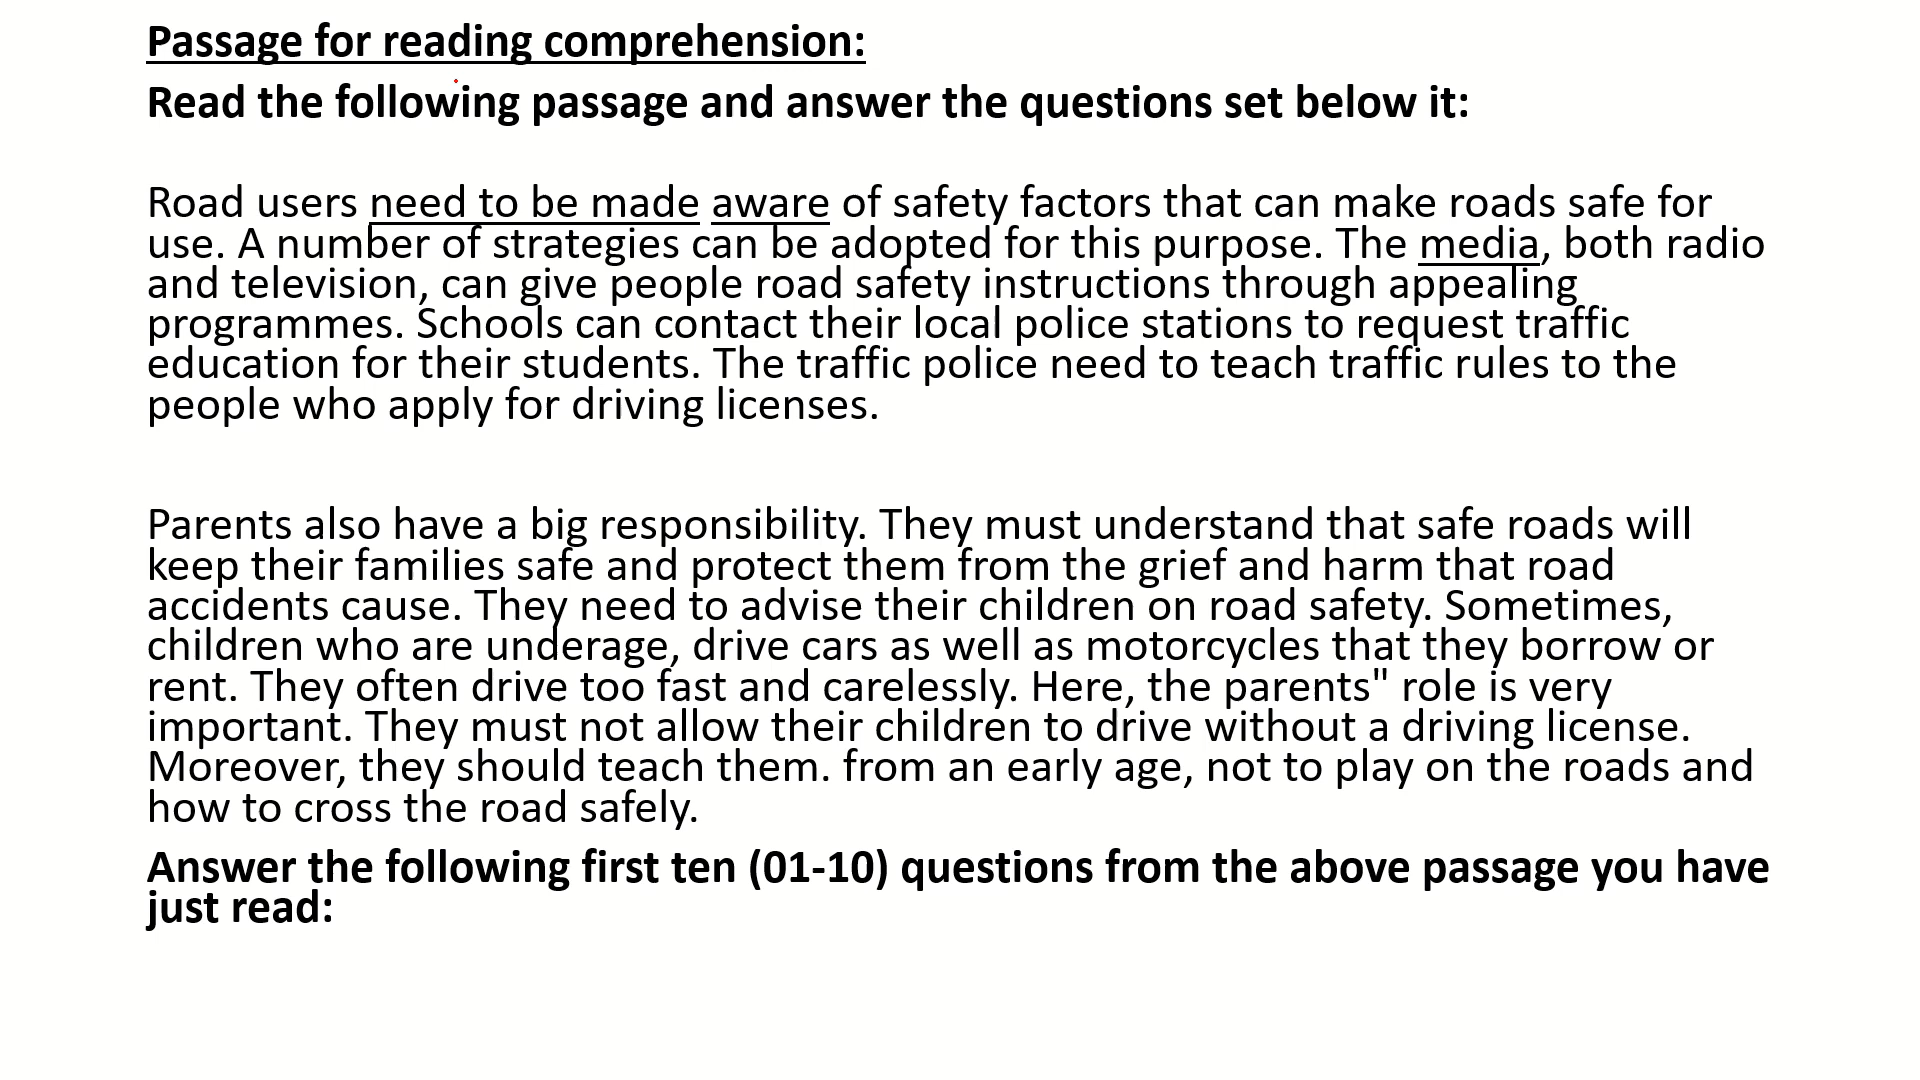 Passage for reading comprehension:
Read the following passage and answer the questions set below it:
Road users need to be made aware of safety factors that can make roads safe for
use. A number of strategies can be adopted for this purpose. The media, both radio
and television, can give people road safety instructions through appealing
programmes. Schools can contact their local police stations to request traffic
education for their students. The traffic police need to teach traffic rules to the
people who apply for driving licenses.
Parents also have a big responsibility. They must understand that safe roads will
keep their families safe and protect them from the grief and harm that road
accidents cause. They need to advise their children on road safety. Sometimes,
children who are underage, drive cars as well as motorcycles that they borrow or
rent. They often drive too fast and carelessly. Here, the parents" role is very
important. They must not allow their children to drive without a driving license.
Moreover, they should teach them. from an early age, not to play on the roads and
how to cross the road safely.
Answer the following first ten (01-10) questions from the above passage you have
just read: